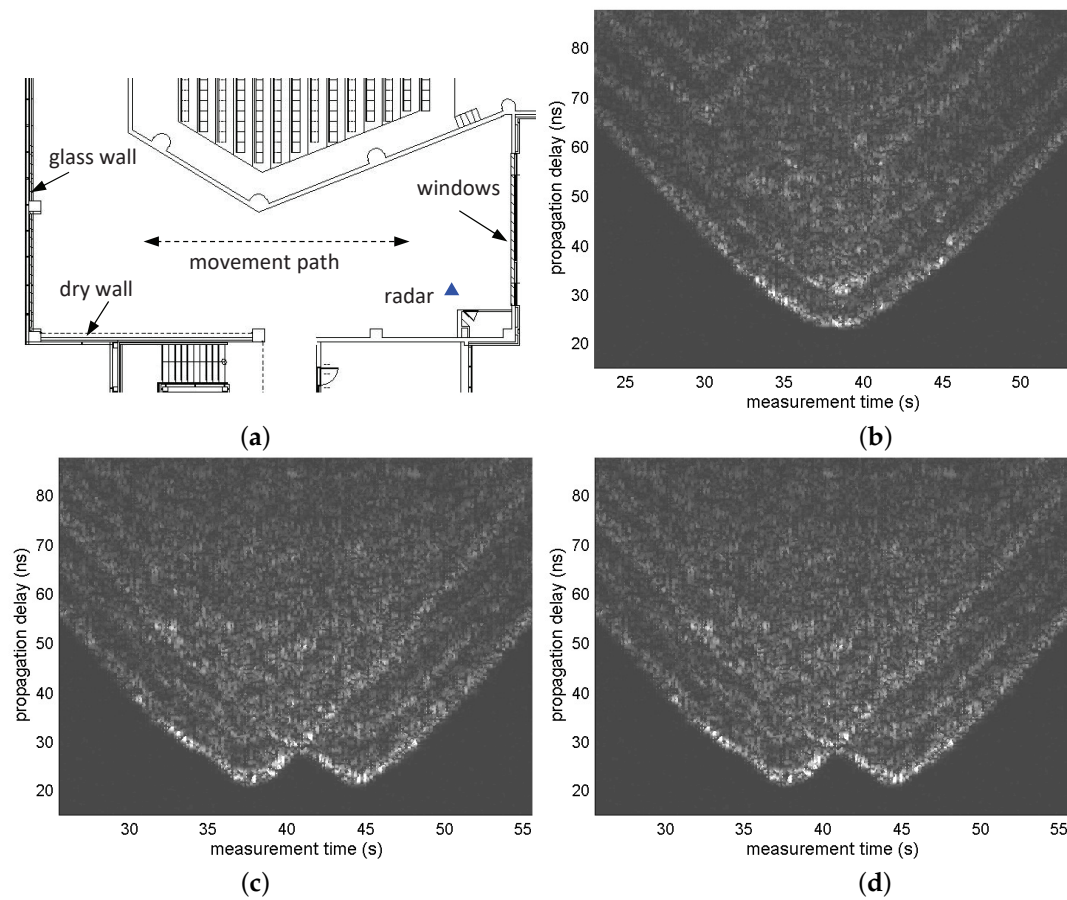 glass wall
windows
movement path
radar
dry wall
(a)
propagation delay (ns)
80
70
60
50
40
30
20
25 30 35 40 45 50
measurement time (s)
(b)
propagation delay (ns)
80
70
60
50
40
30
20
30 35 40 45 50 55
measurement time (s)
(c)
propagation delay (ns)
80
70
60
50
40
30
20
30 35 40 45 50 55
measurement time (s)
(d)